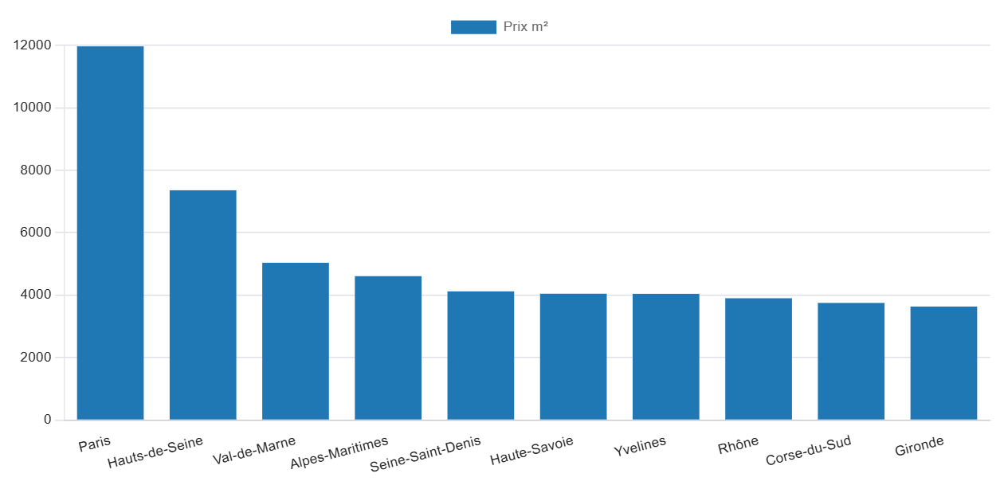 Prix m²
12000
10000
8000
6000
4000
2000
0
Paris
Hauts-de-Seine
Val-de-Marne
Alpes-Maritimes
Seine-Saint-Denis
Haute-Savoie
Yvelines
Rhône
Corse-du-Sud
Gironde